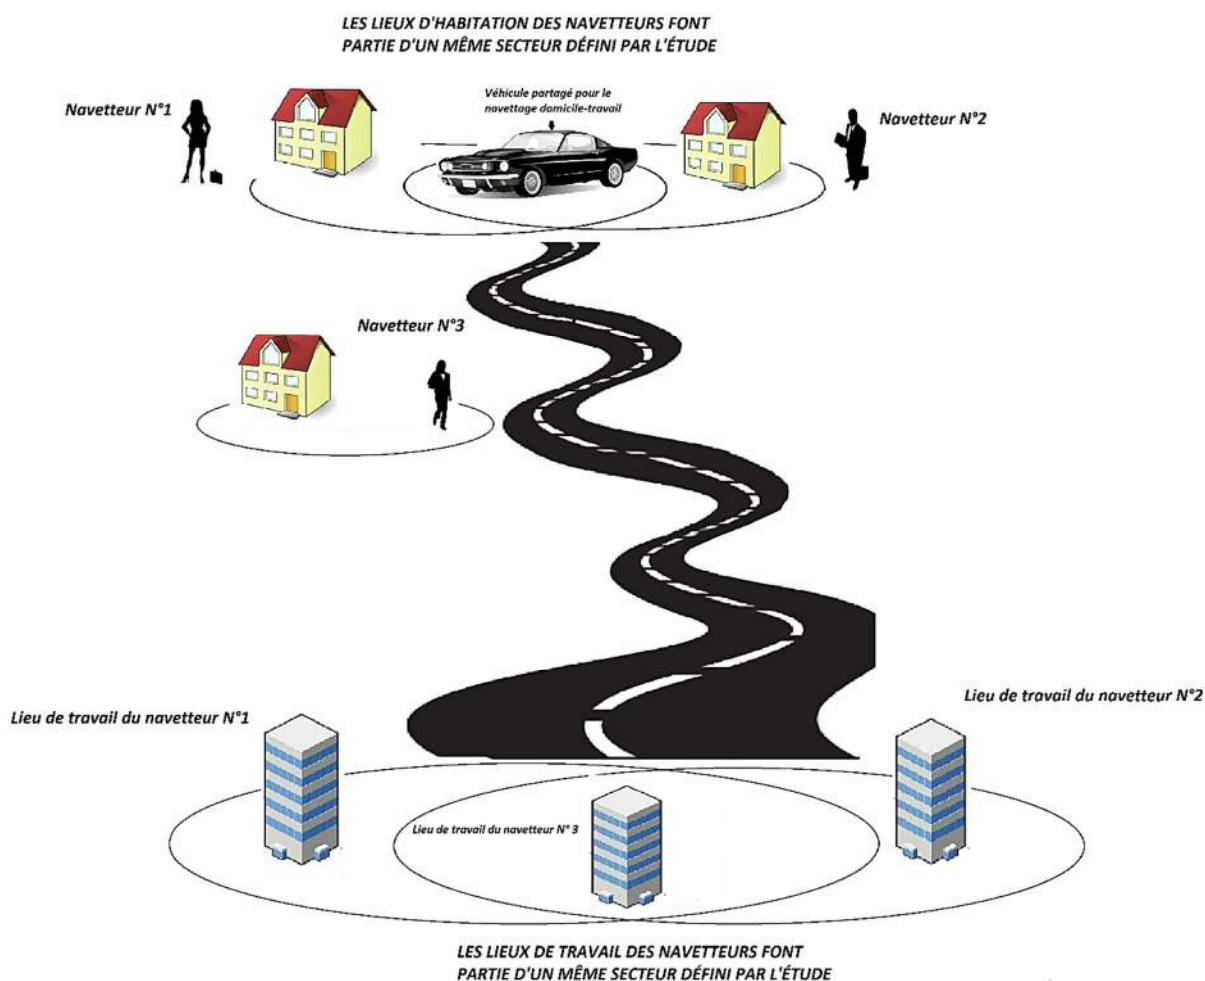 LES LIEUX D'HABITATION DES NAVETTEURS FONT
PARTIE D'UN MÊME SECTEUR DÉFINI PAR L'ÉTUDE
Navetteur N°1
Véhicule partagé pour le
navettage domicile-travail
Navetteur N°2
Navetteur N°3
Lieu de travail du navetteur N°1
Lieu de travail du navetteur N°2
Lieu de travail du navetteur N° 3
LES LIEUX DE TRAVAIL DES NAVETTEURS FONT
PARTIE D'UN MÊME SECTEUR DÉFINI PAR L'ÉTUDE